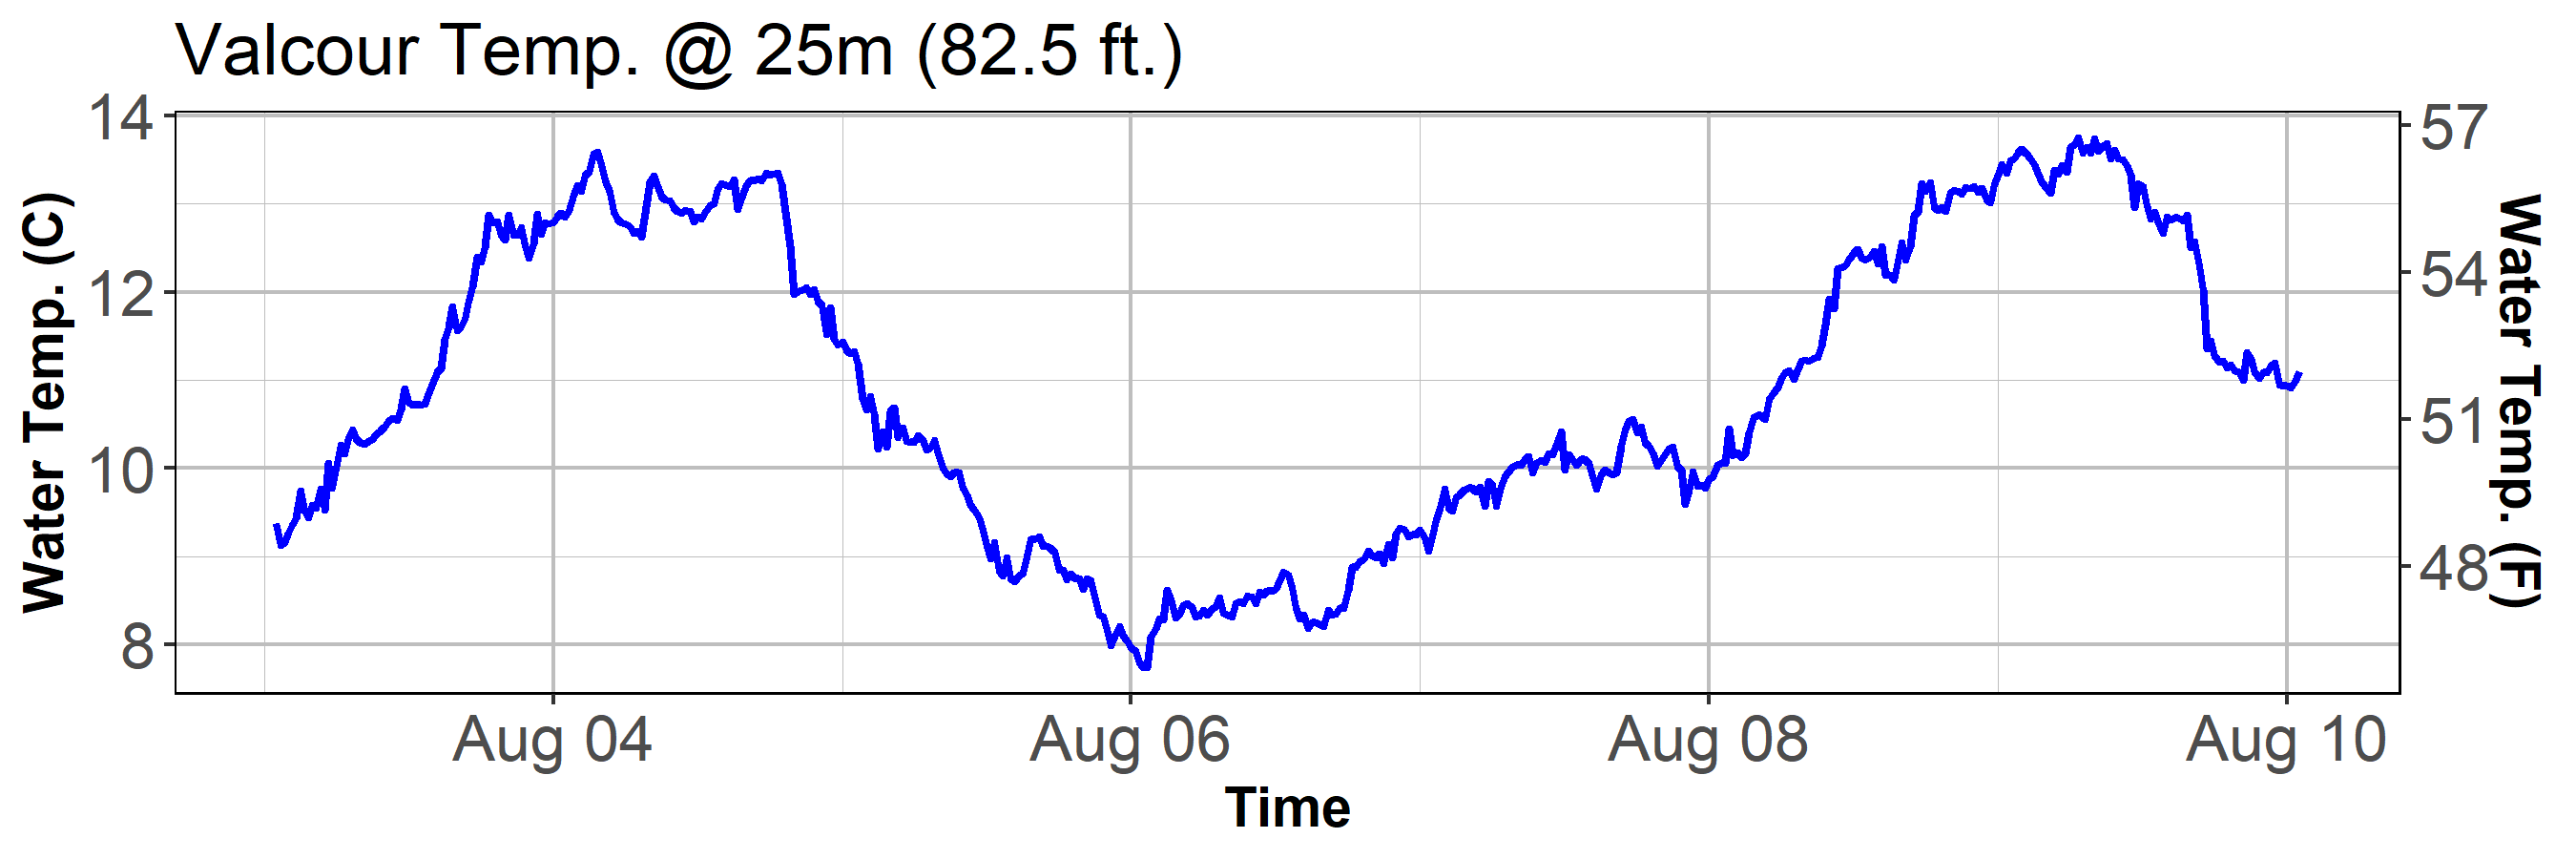 Valcour Temp. @ 25m (82.5 ft.)
Water Temp. (C)
14
12
10
8
57
54
51
48
Water Temp. (F)
Aug 04
Aug 06
Aug 08
Aug 10
Time